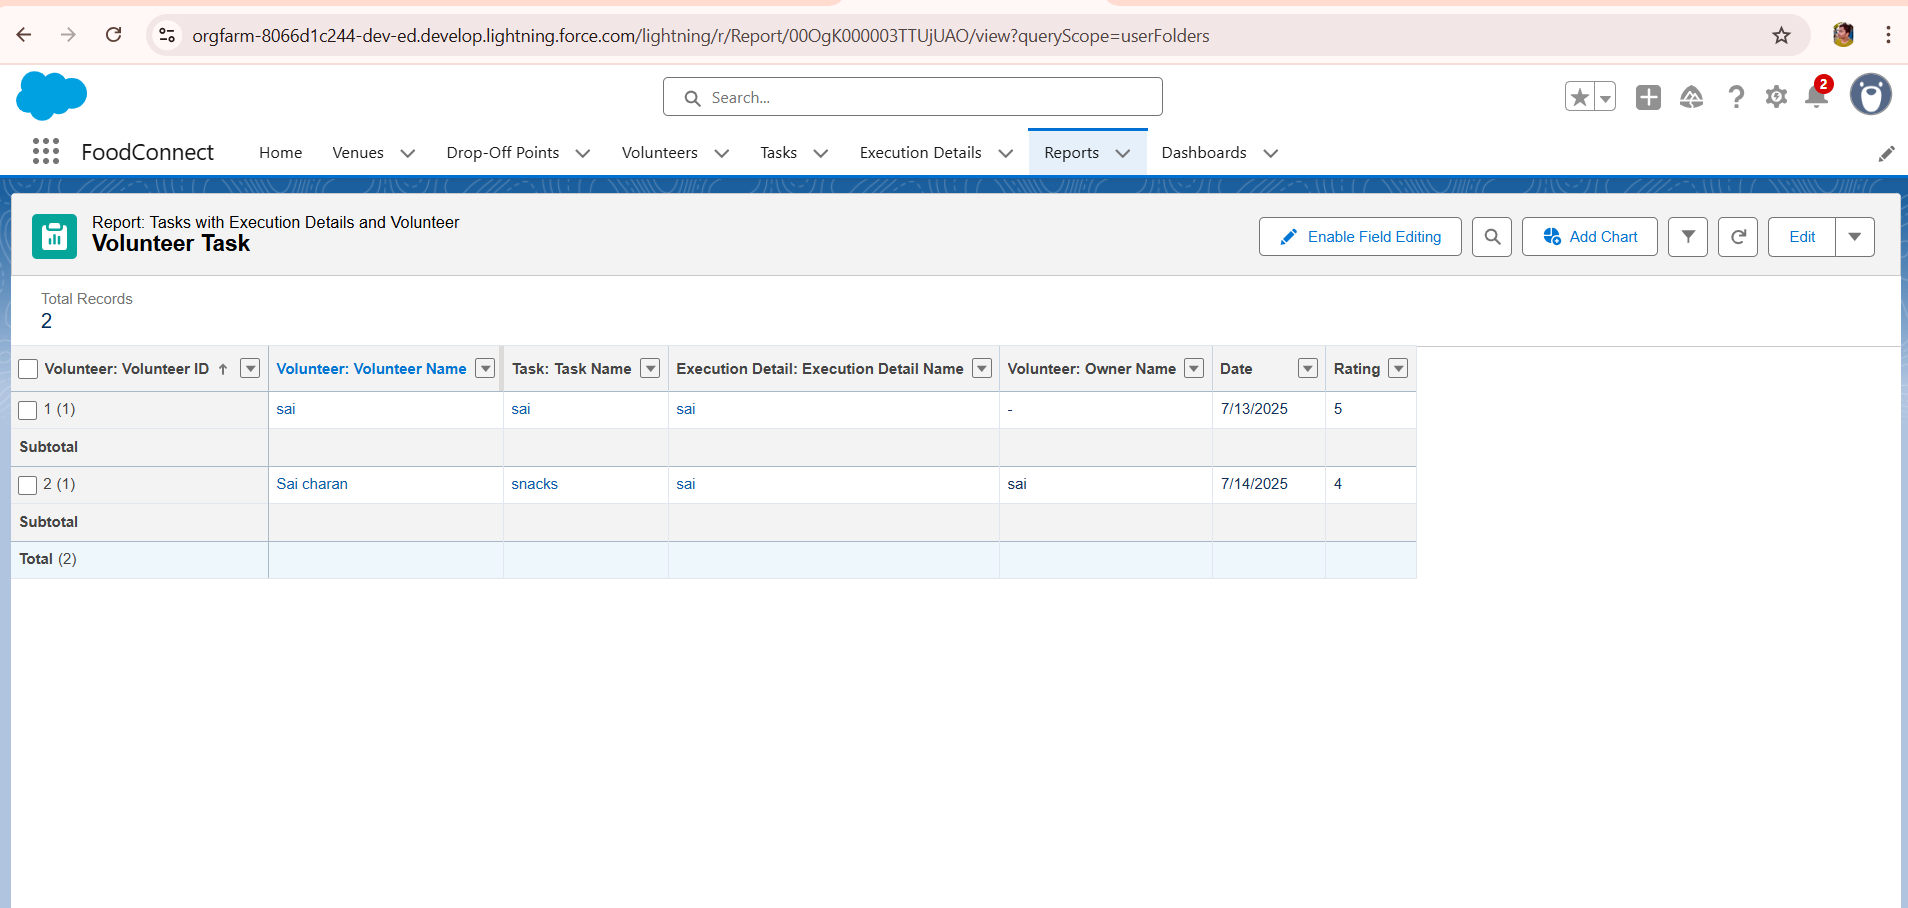 orgfarm-8066d1c244-dev-ed.develop.lightning.force.com/lightning/r/Report/00OgK000003TTUjUAO/view?queryScope=userFolders
Search...
2
FoodConnect Home Venues Drop-Off Points Volunteers Tasks Execution Details Reports Dashboards
Report: Tasks with Execution Details and Volunteer
Volunteer Task
Enable Field Editing Add Chart Edit
Total Records
2
Volunteer: Volunteer ID ↑ Volunteer: Volunteer Name Task: Task Name Execution Detail: Execution Detail Name Volunteer: Owner Name Date Rating
1 (1) sai sai sai - 7/13/2025 5
Subtotal
2 (1) Sai charan snacks sai sai 7/14/2025 4
Subtotal
Total (2)